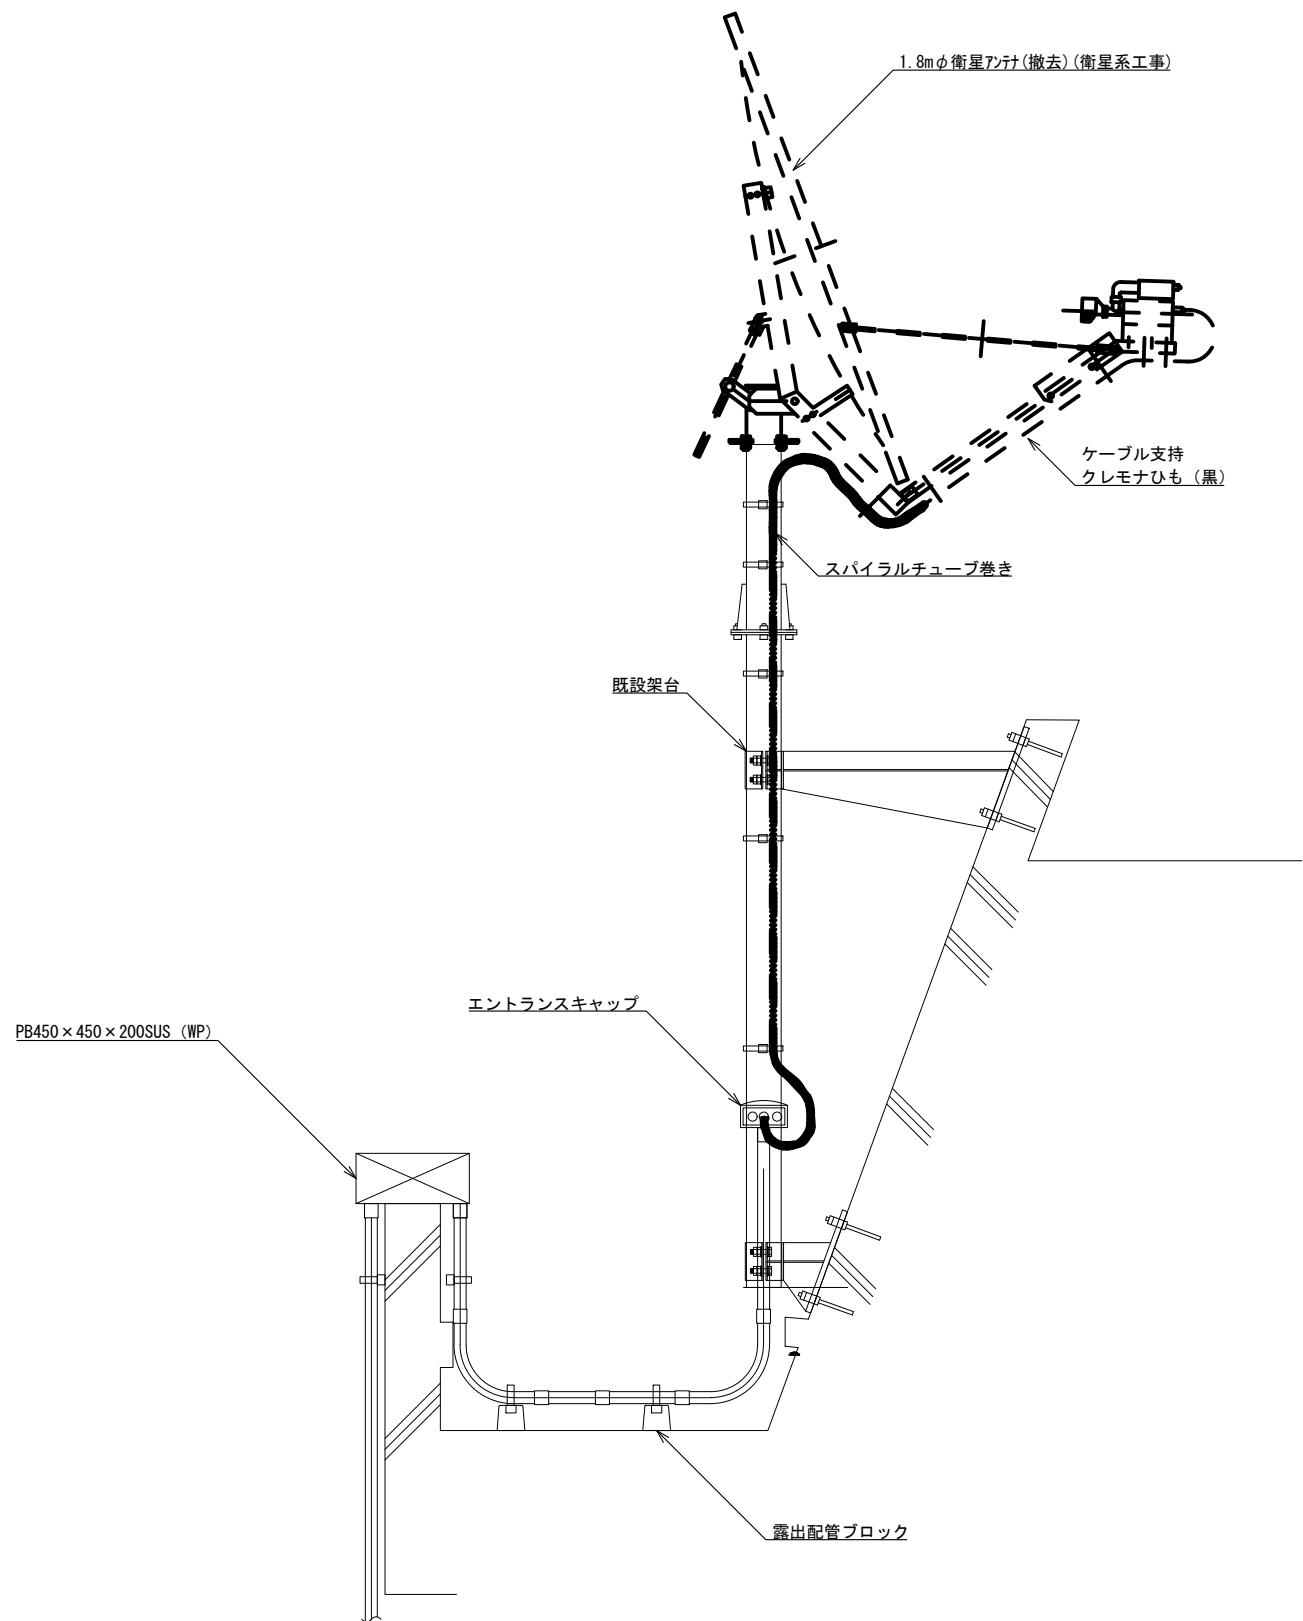 1.8mφ衛星ｱﾝﾃﾅ(撤去)(衛星系工事)
ケーブル支持
クレモナひも（黒）
スパイラルチューブ巻き
既設架台
エントランスキャップ
PB450×450×200SUS（WP）
露出配管ブロック